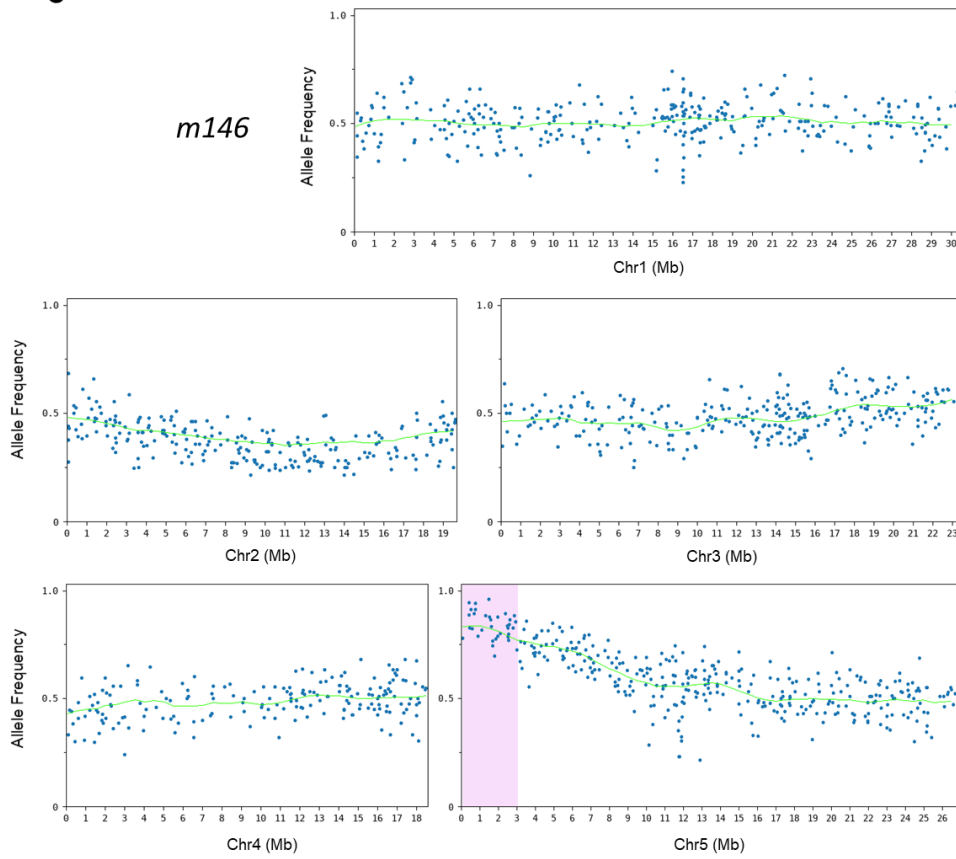 m146
Allele Frequency
1.0
0.5
0
0 1 2 3 4 5 6 7 8 9 10 11 12 13 14 15 16 17 18 19 20 21 22 23 24 25 26 27 28 29 30
Chr1 (Mb)
Allele Frequency
1.0
0.5
0
0 1 2 3 4 5 6 7 8 9 10 11 12 13 14 15 16 17 18 19
Chr2 (Mb)
1.0
0.5
0
0 1 2 3 4 5 6 7 8 9 10 11 12 13 14 15 16 17 18 19 20 21 22 23
Chr3 (Mb)
Allele Frequency
1.0
0.5
0
0 1 2 3 4 5 6 7 8 9 10 11 12 13 14 15 16 17 18
Chr4 (Mb)
1.0
0.5
0
0 1 2 3 4 5 6 7 8 9 10 11 12 13 14 15 16 17 18 19 20 21 22 23 24 25 26
Chr5 (Mb)